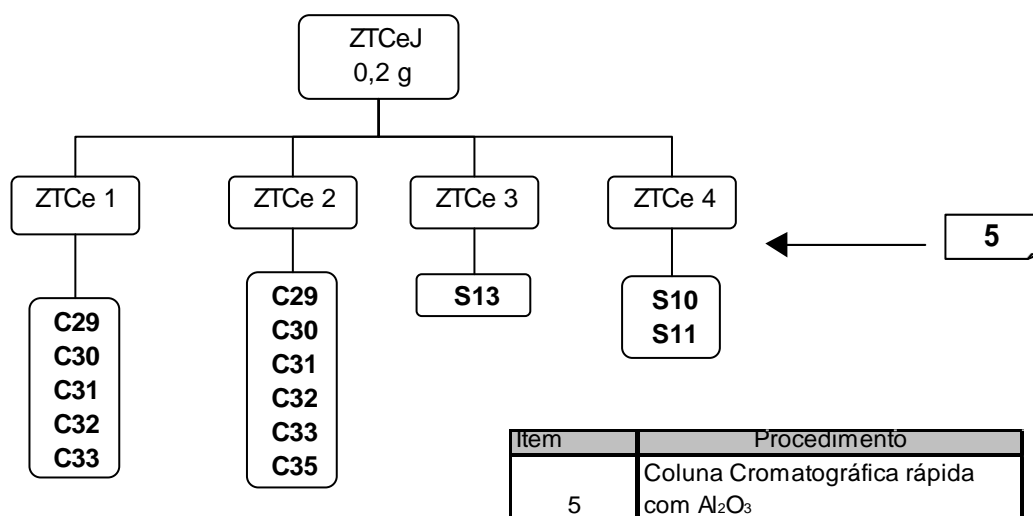 ZTCeJ
0,2 g
ZTCe 1
ZTCe 2
ZTCe 3
ZTCe 4
5
C29
C30
C31
C32
C33
C29
C30
C31
C32
C33
C35
S13
S10
S11
Item Procedimento
5 Coluna Cromatográfica rápida
com Al₂O₃